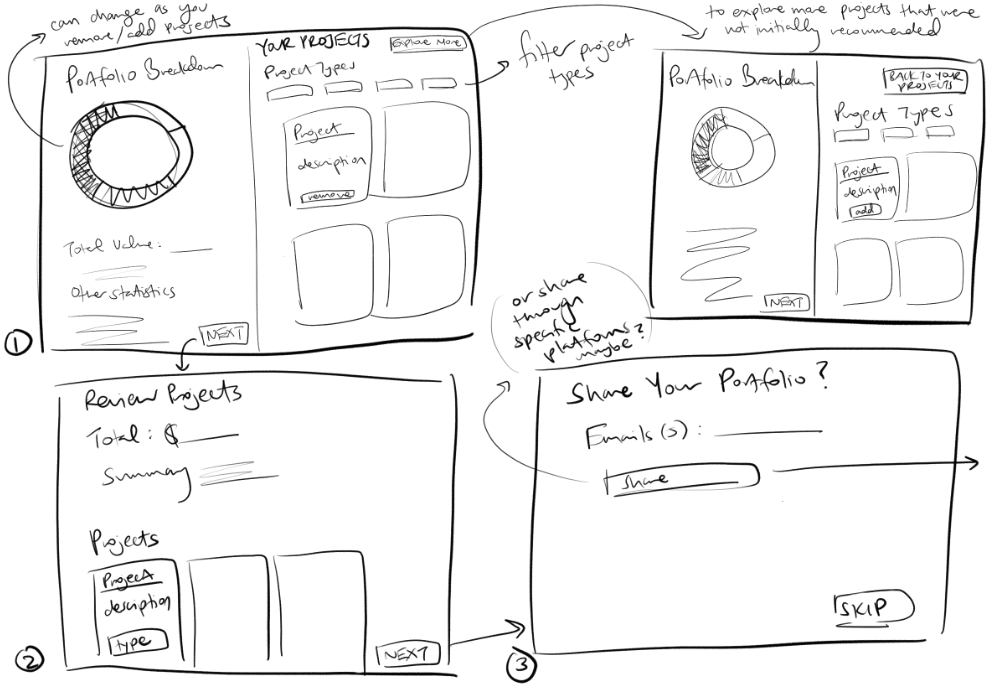 can change as you
remove/add projects
Portfolio Breakdown
Total Value:
Other statistics
NEXT
YOUR PROJECTS
Explore More
Project Types
Project
description
remove
filter project
types
to explore more projects that were
not initially recommended
Portfolio Breakdown
NEXT
BACK TO YOUR
PROJECTS
Project Types
Project
description
add
1
Review Projects
Total: $
Summary
Projects
Project
description
type
NEXT
2
or share
through
specific
platforms
maybe?
Share Your Portfolio?
Emails(s):
Share
SKIP
3